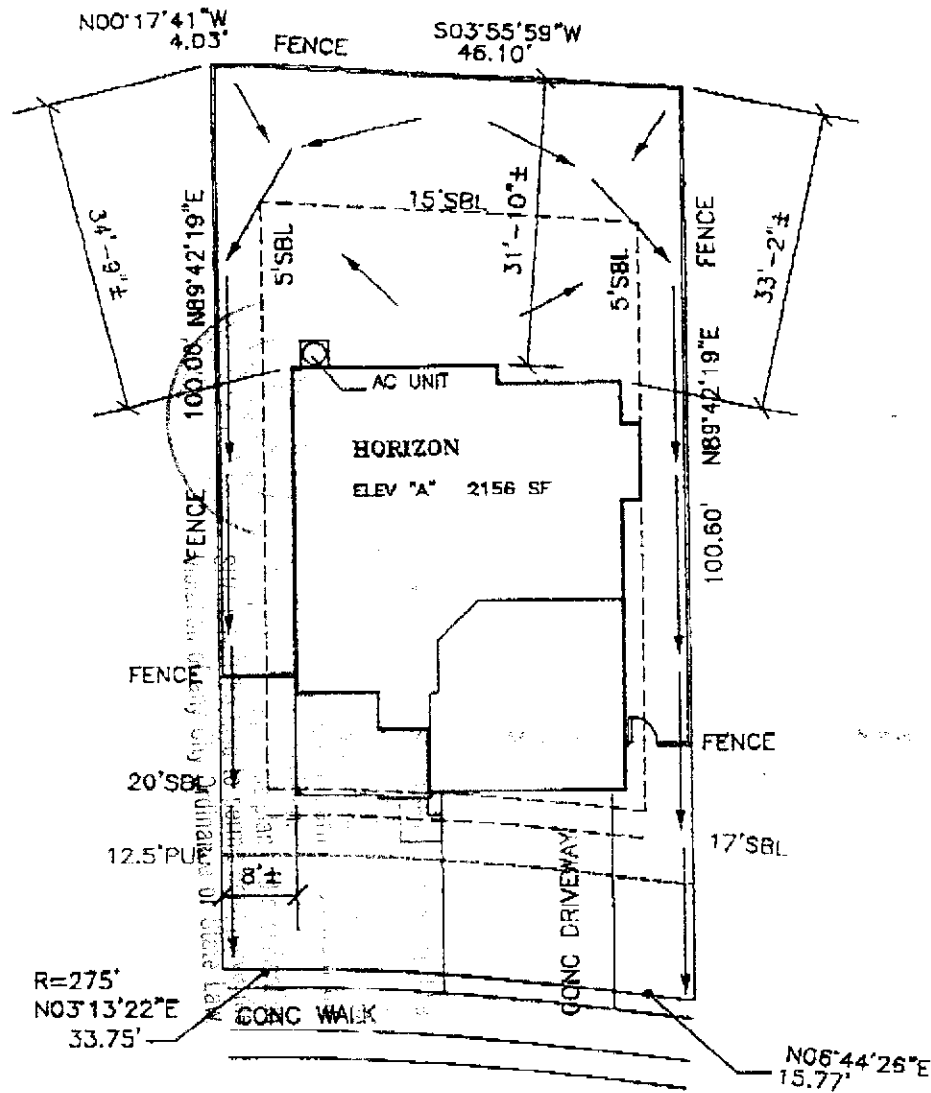 N00°17'41"W
4.03'
FENCE
S03°55'59"W
46.10'
15'SBL
34'-9"±
100.00' N89°42'19"E
5'SBL
31'-10"±
5'SBL
FENCE
33'-2"±
AC UNIT
HORIZON
ELEV "A" 2156 SF
FENCE
N89°42'19"E
100.60'
FENCE
FENCE
20'SBL
17'SBL
12.5'PU
8'±
CONC DRIVEWAY
R=275'
N03°13'22"E
33.75'
CONC WALK
N06°44'26"E
15.77'